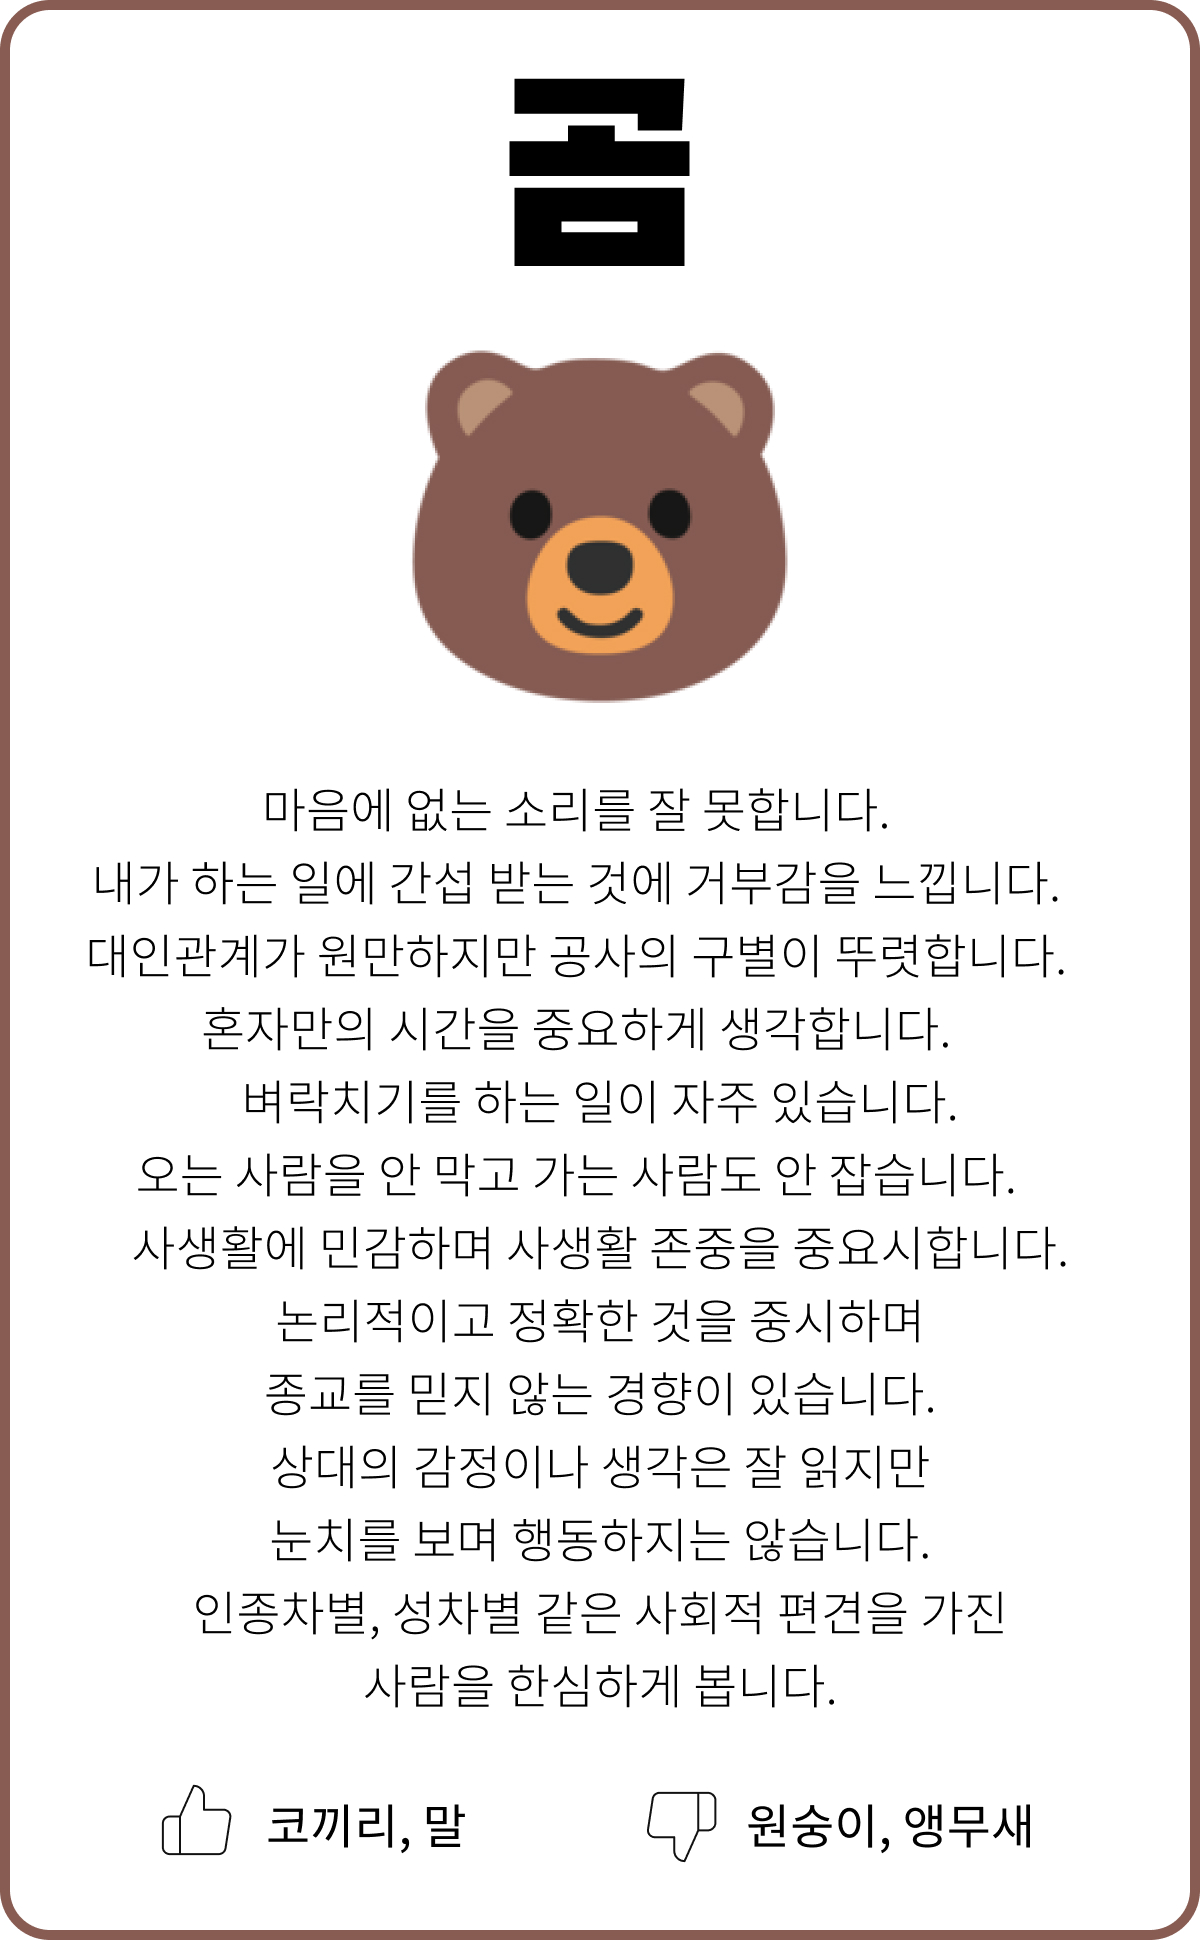 곰
마음에 없는 소리를 잘 못합니다.
내가 하는 일에 간섭 받는 것에 거부감을 느낍니다.
대인관계가 원만하지만 공사의 구별이 뚜렷합니다.
혼자만의 시간을 중요하게 생각합니다.
벼락치기를 하는 일이 자주 있습니다.
오는 사람을 안 막고 가는 사람도 안 잡습니다.
사생활에 민감하며 사생활 존중을 중요시합니다.
논리적이고 정확한 것을 중시하며
종교를 믿지 않는 경향이 있습니다.
상대의 감정이나 생각은 잘 읽지만
눈치를 보며 행동하지는 않습니다.
인종차별, 성차별 같은 사회적 편견을 가진
사람을 한심하게 봅니다.
코끼리, 말
원숭이, 앵무새